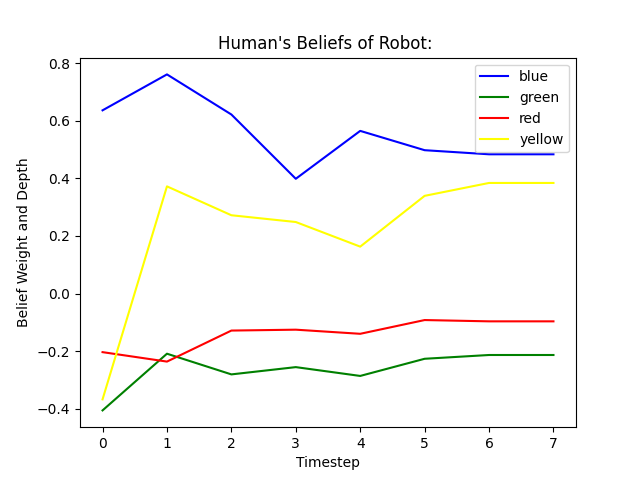 Human's Beliefs of Robot:
blue
green
red
yellow
Belief Weight and Depth
0.8
0.6
0.4
0.2
0.0
−0.2
−0.4
0 1 2 3 4 5 6 7
Timestep